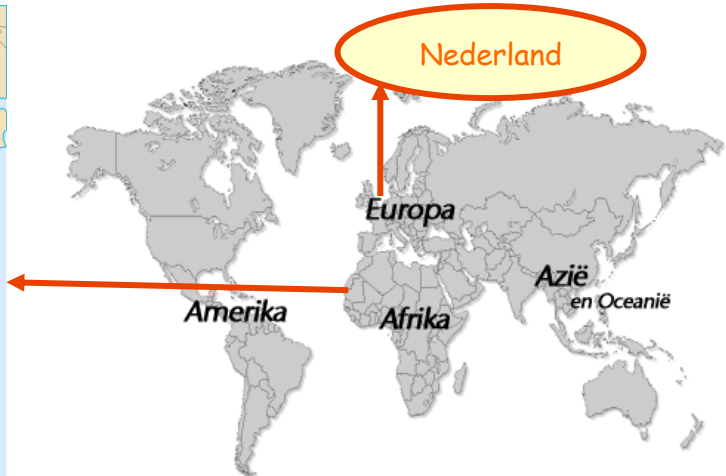 Nederland
Europa
Azië
en Oceanië
Amerika
Afrika